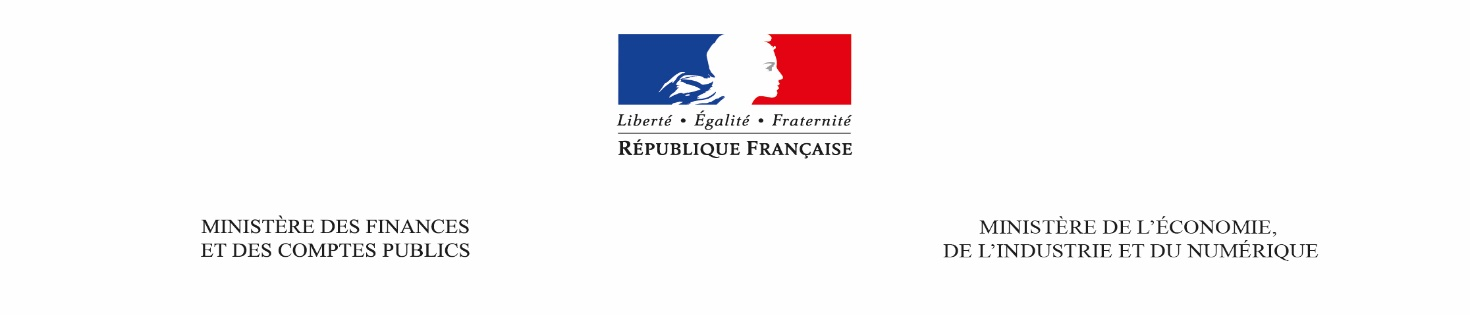 Liberté • Égalité • Fraternité
RÉPUBLIQUE FRANÇAISE
MINISTÈRE DES FINANCES
ET DES COMPTES PUBLICS
MINISTÈRE DE L’ÉCONOMIE,
DE L’INDUSTRIE ET DU NUMÉRIQUE